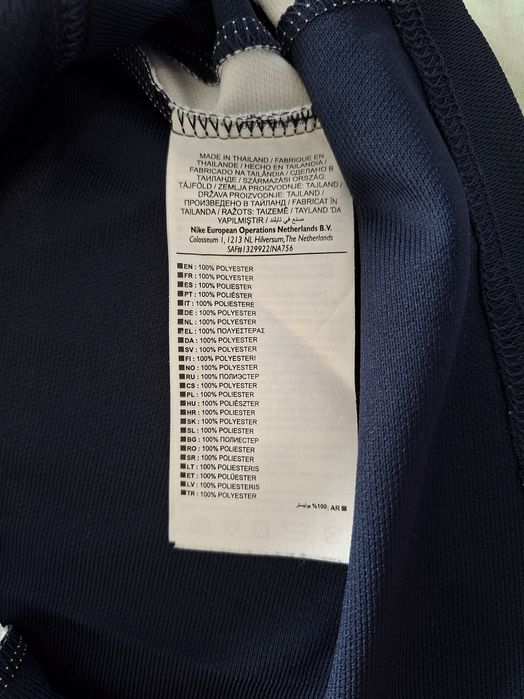 MADE IN THAILAND / FABRIQUE EN
THAILANDE / HECHO EN TAILANDIA /
FABRICADO NA TAILÂNDIA / СДЕЛАНО В
ТАИЛАНДЕ / SZÁRMAZÁSI ORSZÁG:
TÁJFÖLD / ZEMLJA PROIZVODNJE: TAJLAND /
DRŽAVA PROIZVODNJE: TAJLAND /
ПРОИЗВЕДЕНО В ТАЙЛАНД / FABRICAT ÎN
TAILANDA / RAŽOTS: TAIZEMĒ / TAYLAND 'DA
YAPILMIŞTIR / صنع في تايلند
Nike European Operations Netherlands B.V.
Colosseum 1, 1213 NL Hilversum, The Netherlands
SAF#1329922/NA756
EN : 100% POLYESTER
FR : 100% POLYESTER
ES : 100% POLIESTER
PT : 100% POLIÉSTER
IT : 100% POLIESTERE
DE : 100% POLYESTER
NL : 100% POLYESTER
EL : 100% ΠΟΛΥΕΣΤΕΡΑΣ
DA : 100% POLYESTER
SV : 100% POLYESTER
FI : 100% POLYESTERI
NO : 100% POLYESTER
RU : 100% ПОЛИЭСТЕР
CS : 100% POLYESTER
PL : 100% POLIESTER
HU : 100% POLIÉSZTER
HR : 100% POLIESTER
SK : 100% POLYESTER
SL : 100% POLIESTER
BG : 100% ПОЛИЕСТЕР
RO : 100% POLIESTER
SR : 100% POLIESTER
LT : 100% POLIESTERIS
ET : 100% POLÜESTER
LV : 100% POLIESTERIS
TR : 100% POLYESTER
AR :100% بوليستر